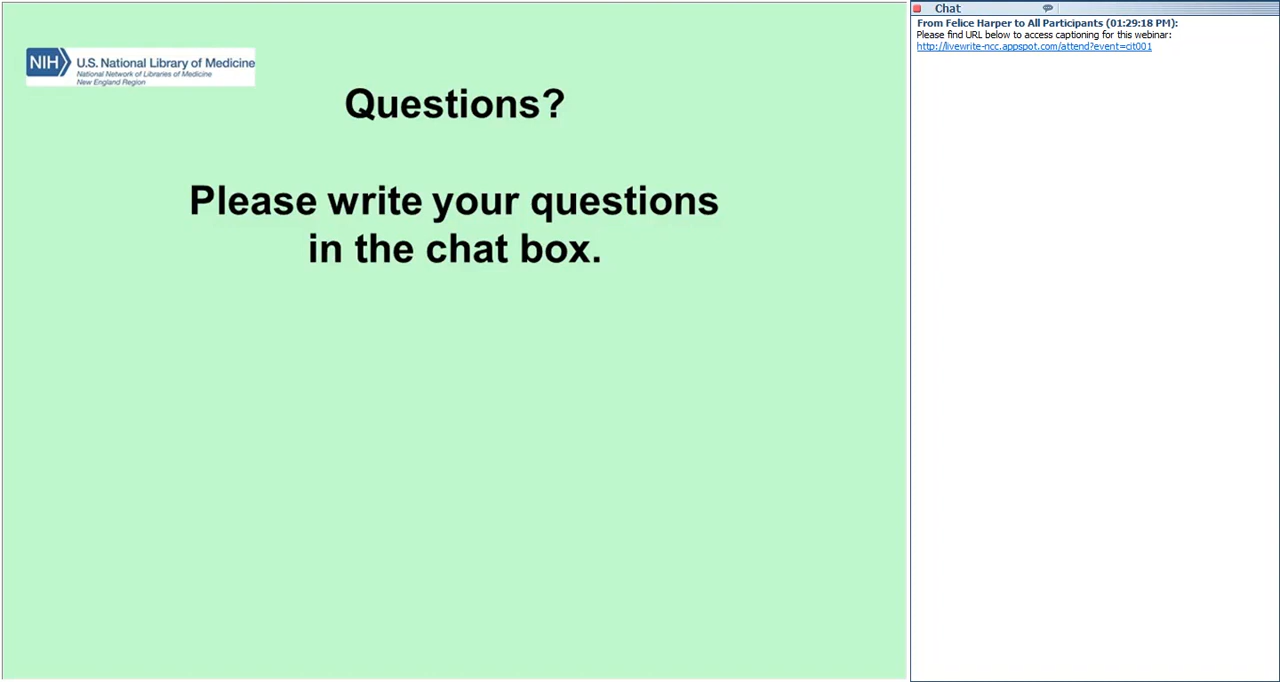 NIH
U.S. National Library of Medicine
National Network of Libraries of Medicine
New England Region
Questions?
Please write your questions
in the chat box.
Chat
From Felice Harper to All Participants (01:29:18 PM):
Please find URL below to access captioning for this webinar:
http://livewrite-ncc.appspot.com/attend?event=cit001